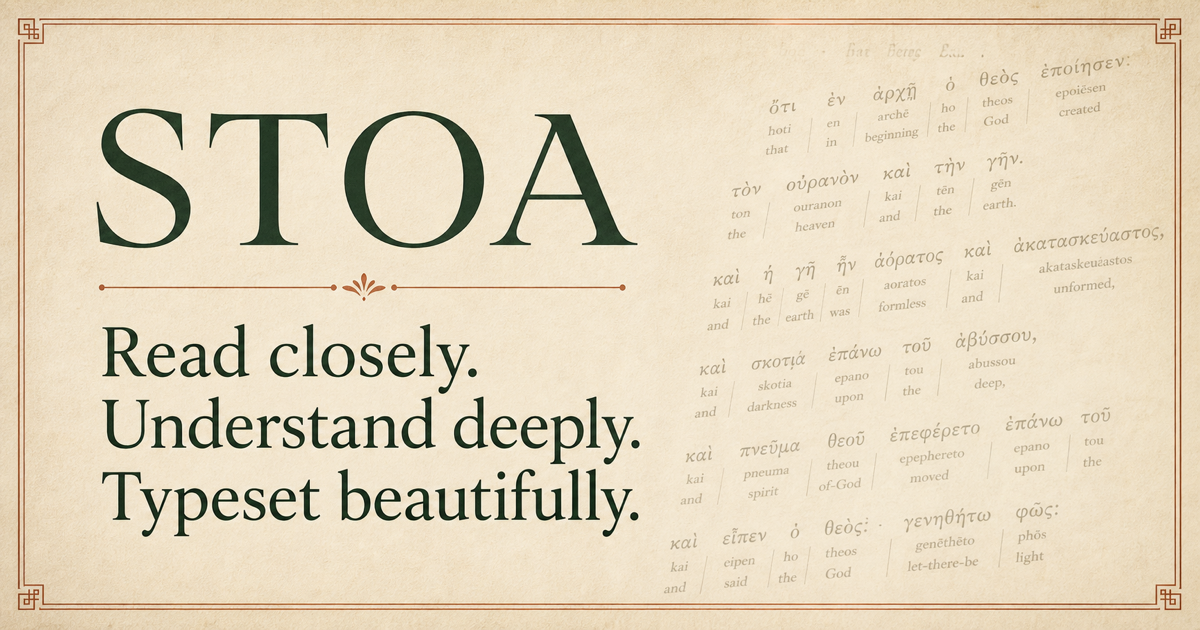 STOA
Read closely.
Understand deeply.
Typeset beautifully.
ὅτι ἐν ἀρχῇ ὁ θεὸς ἐποίησεν:
hoti en archē ho theos epoiēsen
that in beginning the God created
τὸν οὐρανὸν καὶ τὴν γῆν.
ton ouranon kai tēn gēn
the heaven and the earth.
καὶ ἡ γῆ ἦν ἀόρατος καὶ ἀκατασκεύαστος,
kai hē gē ēn aoratos kai akataskeuastos
and the earth was formless and unformed,
καὶ ἐπάνω τοῦ ἀβύσσου,
kai skotia epano tou abussou
and darkness upon the deep,
καὶ πνεῦμα θεοῦ ἐπεφέρετο ἐπάνω τοῦ
kai pneuma theou epephereto epano tou
and spirit of-God moved upon the
καὶ εἶπεν ὁ θεὸς: γενηθήτω φῶς:
kai eipen ho theos genēthēto phōs
and said the God let-there-be light